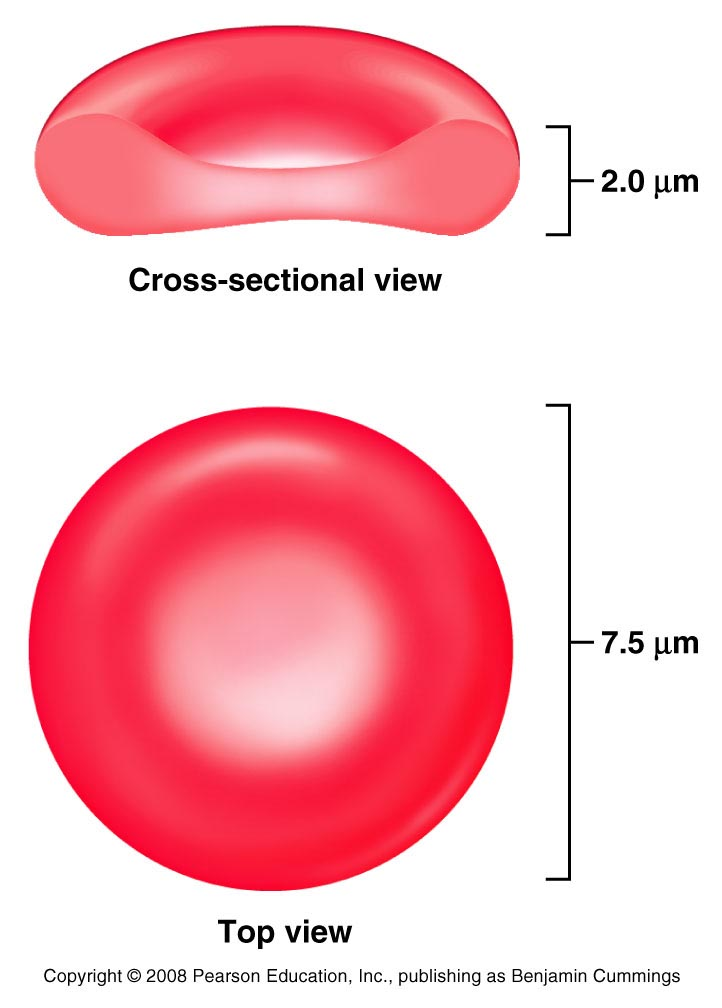 2.0 μm
Cross-sectional view
7.5 μm
Top view
Copyright © 2008 Pearson Education, Inc., publishing as Benjamin Cummings